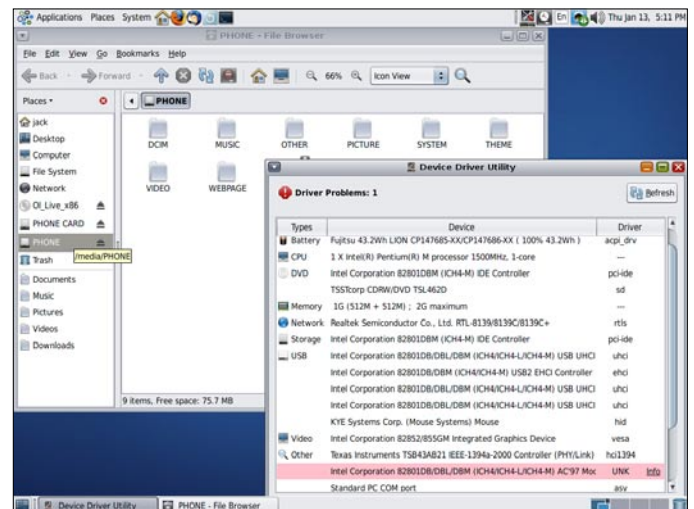 Applications Places System En Thu Jan 13, 5:11 PM
PHONE - File Browser
File Edit View Go Bookmarks Help
Back Forward 66% Icon View
Places PHONE
jack
Desktop
Computer
File System
Network
OI_Live_x86
PHONE CARD
PHONE
/media/PHONE
Trash
Documents
Music
Pictures
Videos
Downloads
DCIM MUSIC OTHER PICTURE SYSTEM THEME
VIDEO WEBPAGE
9 items, Free space: 75.7 MB
Device Driver Utility
Driver Problems: 1 Refresh
Types Device Driver
Battery Fujitsu 43.2Wh LION CP147685-XX/CP147686-XX ( 100% 43.2Wh ) acpi_drv
CPU 1 X Intel(R) Pentium(R) M processor 1500MHz, 1-core ---
DVD Intel Corporation 82801DBM (ICH4-M) IDE Controller pci-ide
TSSTcorp CDRW/DVD TSL462D sd
Memory 1G (512M + 512M) ; 2G maximum ---
Network Realtek Semiconductor Co., Ltd. RTL-8139/8139C/8139C+ rtls
Storage Intel Corporation 82801DBM (ICH4-M) IDE Controller pci-ide
USB Intel Corporation 82801DB/DBL/DBM (ICH4/ICH4-L/ICH4-M) USB UHCI uhci
Intel Corporation 82801DB/DBM (ICH4/ICH4-M) USB2 EHCI Controller ehci
Intel Corporation 82801DB/DBL/DBM (ICH4/ICH4-L/ICH4-M) USB UHCI uhci
Intel Corporation 82801DB/DBL/DBM (ICH4/ICH4-L/ICH4-M) USB UHCI uhci
KYE Systems Corp. (Mouse Systems) Mouse hid
Video Intel Corporation 82852/855GM Integrated Graphics Device vesa
Other Texas Instruments TSB43AB21 IEEE-1394a-2000 Controller (PHY/Link) hci1394
Intel Corporation 82801DB/DBL/DBM (ICH4/ICH4-L/ICH4-M) AC'97 Moc UNK Info
Standard PC COM port asy
Device Driver Utility PHONE - File Browser